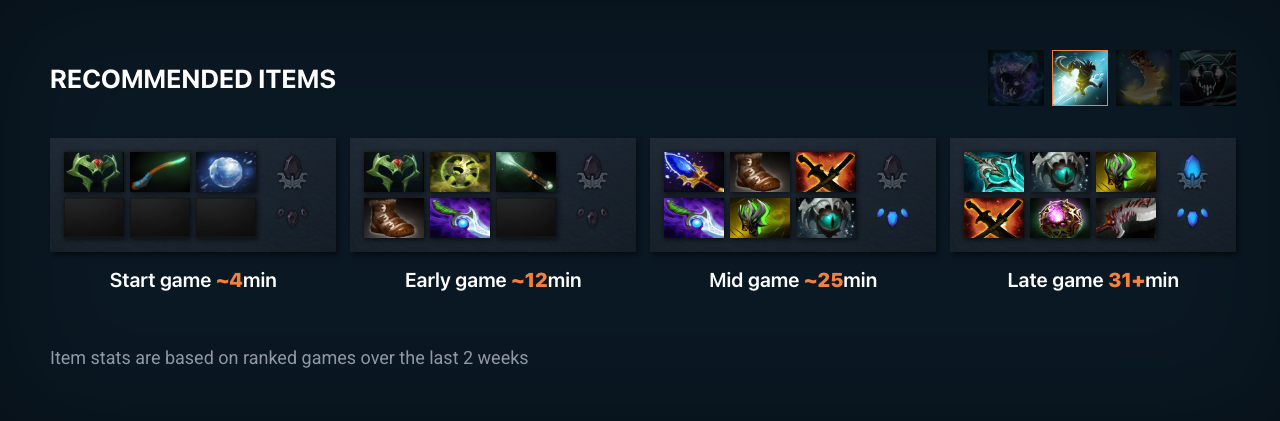 RECOMMENDED ITEMS
Start game ~4min
Early game ~12min
Mid game ~25min
Late game 31+min
Item stats are based on ranked games over the last 2 weeks